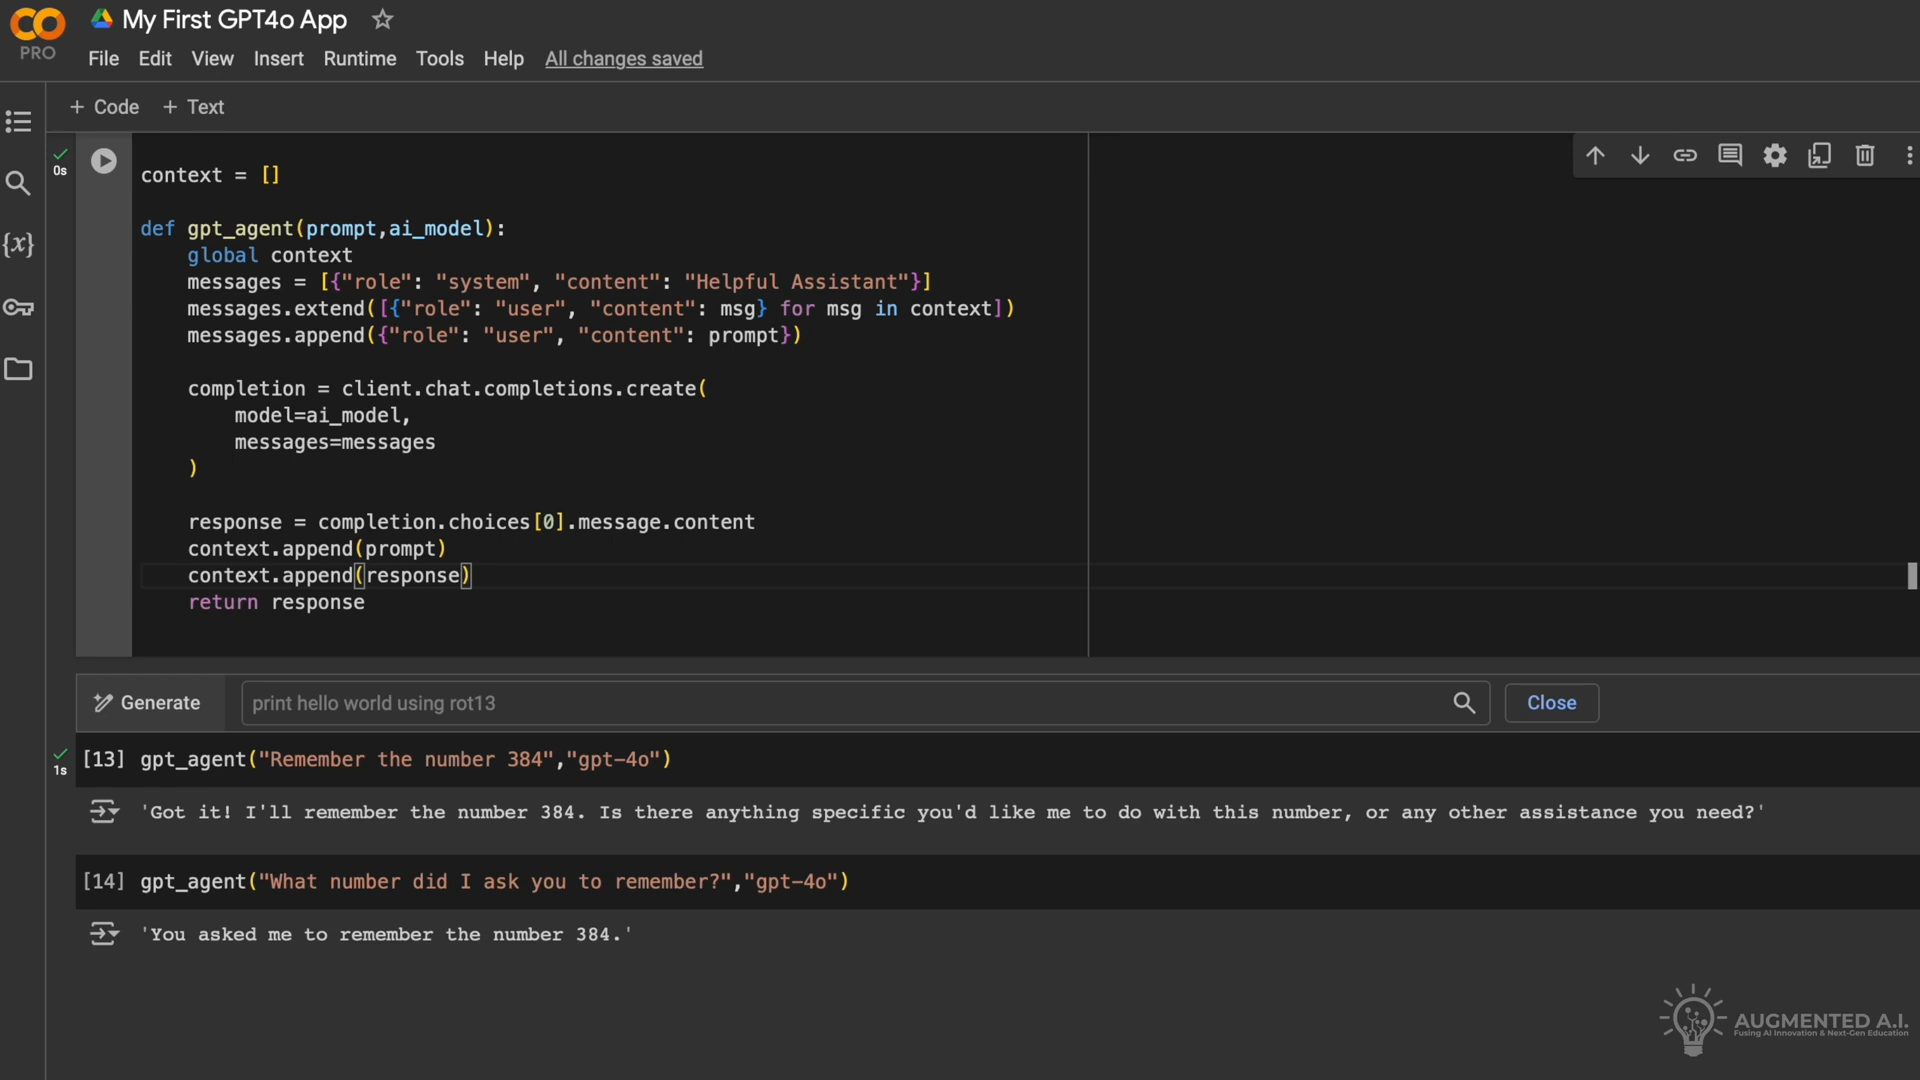 My First GPT4o App
PRO
File Edit View Insert Runtime Tools Help All changes saved
+ Code + Text
0s
context = []
def gpt_agent(prompt,ai_model):
    global context
    messages = [{"role": "system", "content": "Helpful Assistant"}]
    messages.extend([{"role": "user", "content": msg} for msg in context])
    messages.append({"role": "user", "content": prompt})
    completion = client.chat.completions.create(
        model=ai_model,
        messages=messages
    )
    response = completion.choices[0].message.content
    context.append(prompt)
    context.append(response)
    return response
{x}
Generate print hello world using rot13 Close
[13] gpt_agent("Remember the number 384","gpt-4o")
1s
'Got it! I'll remember the number 384. Is there anything specific you'd like me to do with this number, or any other assistance you need?'
[14] gpt_agent("What number did I ask you to remember?","gpt-4o")
'You asked me to remember the number 384.'
AUGMENTED A.I.
Fusing AI Innovation & Next-Gen Education